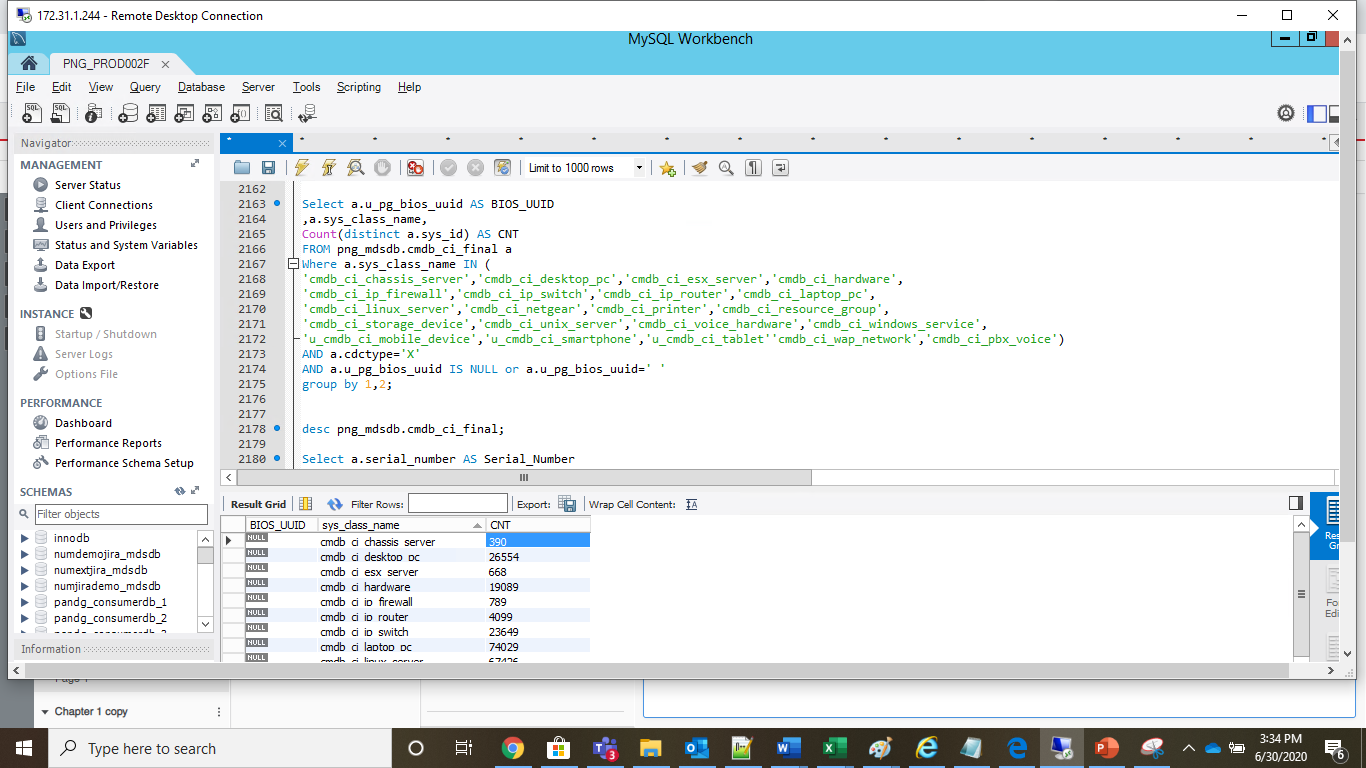 172.31.1.244 - Remote Desktop Connection
MySQL Workbench
PNG_PROD002F
File Edit View Query Database Server Tools Scripting Help
Navigator
MANAGEMENT
Server Status
Client Connections
Users and Privileges
Status and System Variables
Data Export
Data Import/Restore
INSTANCE
Startup / Shutdown
Server Logs
Options File
PERFORMANCE
Dashboard
Performance Reports
Performance Schema Setup
SCHEMAS
Filter objects
innodb
numdemojira_mdsdb
numextjira_mdsdb
numjirademo_mdsdb
pandg_consumerdb_1
pandg_consumerdb_2
Information
Limit to 1000 rows
2162
2163 Select a.u_pg_bios_uuid AS BIOS_UUID
2164 ,a.sys_class_name,
2165 Count(distinct a.sys_id) AS CNT
2166 FROM png_mdsdb.cmdb_ci_final a
2167 Where a.sys_class_name IN (
2168 'cmdb_ci_chassis_server','cmdb_ci_desktop_pc','cmdb_ci_esx_server','cmdb_ci_hardware',
2169 'cmdb_ci_ip_firewall','cmdb_ci_ip_switch','cmdb_ci_ip_router','cmdb_ci_laptop_pc',
2170 'cmdb_ci_linux_server','cmdb_ci_netgear','cmdb_ci_printer','cmdb_ci_resource_group',
2171 'cmdb_ci_storage_device','cmdb_ci_unix_server','cmdb_ci_voice_hardware','cmdb_ci_windows_service',
2172 'u_cmdb_ci_mobile_device','u_cmdb_ci_smartphone','u_cmdb_ci_tablet''cmdb_ci_wap_network','cmdb_ci_pbx_voice')
2173 AND a.cdctype='X'
2174 AND a.u_pg_bios_uuid IS NULL or a.u_pg_bios_uuid=' '
2175 group by 1,2;
2176
2177
2178 desc png_mdsdb.cmdb_ci_final;
2179
2180 Select a.serial_number AS Serial_Number
Result Grid Filter Rows: Export: Wrap Cell Content:
BIOS_UUID sys_class_name CNT
NULL cmdb_ci_chassis_server 390
NULL cmdb_ci_desktop_pc 26554
NULL cmdb_ci_esx_server 668
NULL cmdb_ci_hardware 19089
NULL cmdb_ci_ip_firewall 789
NULL cmdb_ci_ip_router 4099
NULL cmdb_ci_ip_switch 23649
NULL cmdb_ci_laptop_pc 74029
NULL cmdb_ci_linux_server 67426
Chapter 1 copy
Type here to search
3:34 PM
6/30/2020